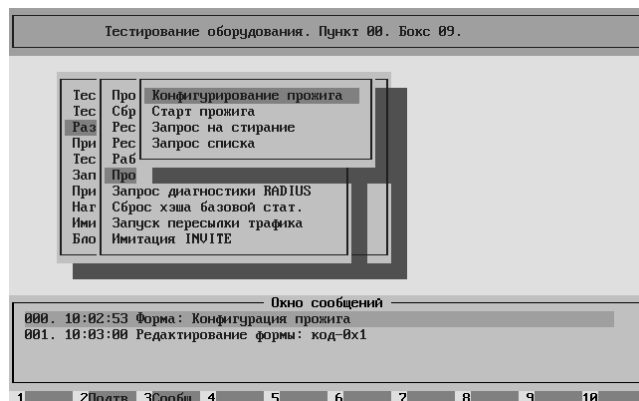 Тестирование оборудования. Пункт 00. Бокс 09.
Тес Про Конфигурирование прожига
Тес Сбр Старт прожига
Раз Рес Запрос на стирание
При Рес Запрос списка
Тес Раб
Зап Про
При Запрос диагностики RADIUS
Наг Сброс хэша базовой стат.
Ими Запуск пересылки трафика
Бло Имитация INVITE
Окно сообщений
000. 10:02:53 Форма: Конфигурация прожига
001. 10:03:00 Редактирование формы: код-0x1
1 2Подтв 3Сообщ 4 5 6 7 8 9 10